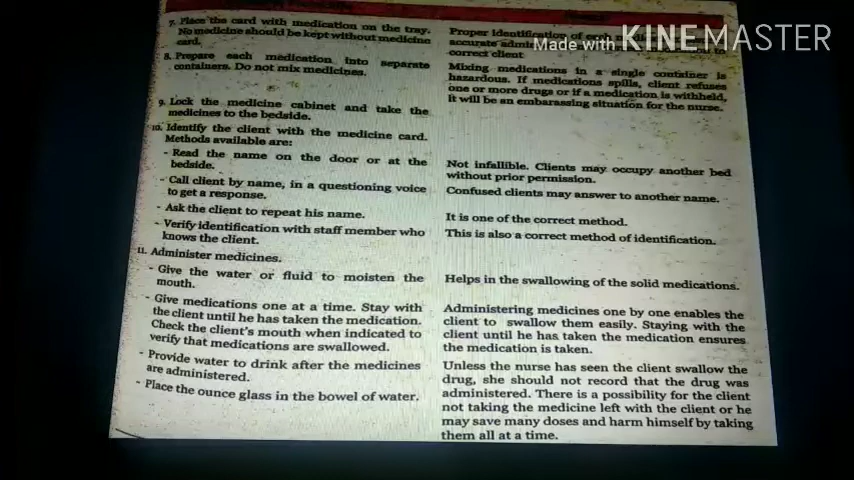 Made with KINEMASTER
7. Place the card with medication on the tray.
No medicine should be kept without medicine
card.
8. Prepare each medication into separate
containers. Do not mix medicines.
9. Lock the medicine cabinet and take the
medicines to the bedside.
10. Identify the client with the medicine card.
Methods available are:
- Read the name on the door or at the
bedside.
- Call client by name, in a questioning voice
to get a response.
- Ask the client to repeat his name.
- Verify identification with staff member who
knows the client.
11. Administer medicines.
- Give the water or fluid to moisten the
mouth.
- Give medications one at a time. Stay with
the client until he has taken the medication.
Check the client's mouth when indicated to
verify that medications are swallowed.
- Provide water to drink after the medicines
are administered.
- Place the ounce glass in the bowel of water.
Proper identification of each
accurate
correct client
Mixing medications in a single container is
hazardous. If medications spills, client refuses
one or more drugs or if a medication is withheld,
it will be an embarassing situation for the nurse.
Not infallible. Clients may occupy another bed
without prior permission.
Confused clients may answer to another name.
It is one of the correct method.
This is also a correct method of identification.
Helps in the swallowing of the solid medications.
Administering medicines one by one enables the
client to swallow them easily. Staying with the
client until he has taken the medication ensures
the medication is taken.
Unless the nurse has seen the client swallow the
drug, she should not record that the drug was
administered. There is a possibility for the client
not taking the medicine left with the client or he
may save many doses and harm himself by taking
them all at a time.